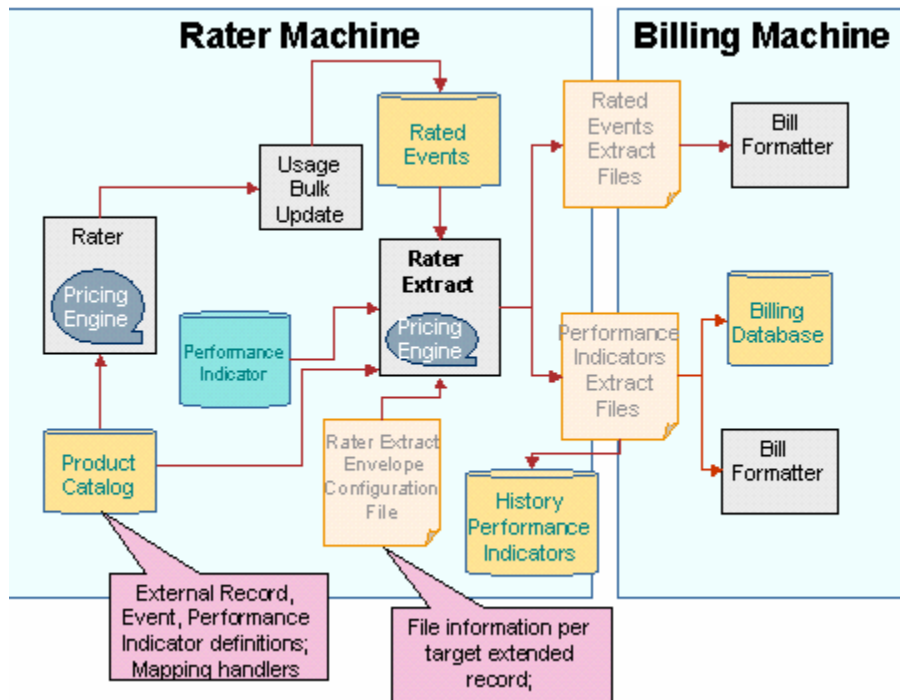 Rater Machine
Billing Machine
Rated
Events
Usage
Bulk
Update
Rater
Pricing
Engine
Rater
Extract
Pricing
Engine
Performance
Indicator
Product
Catalog
Rater Extract
Envelope
Configuration
File
Rated
Events
Extract
Files
Bill
Formatter
Performance
Indicators
Extract
Files
Billing
Database
Bill
Formatter
History
Performance
Indicators
External Record,
Event, Performance
Indicator definitions;
Mapping handlers
File information per
target extended
record;